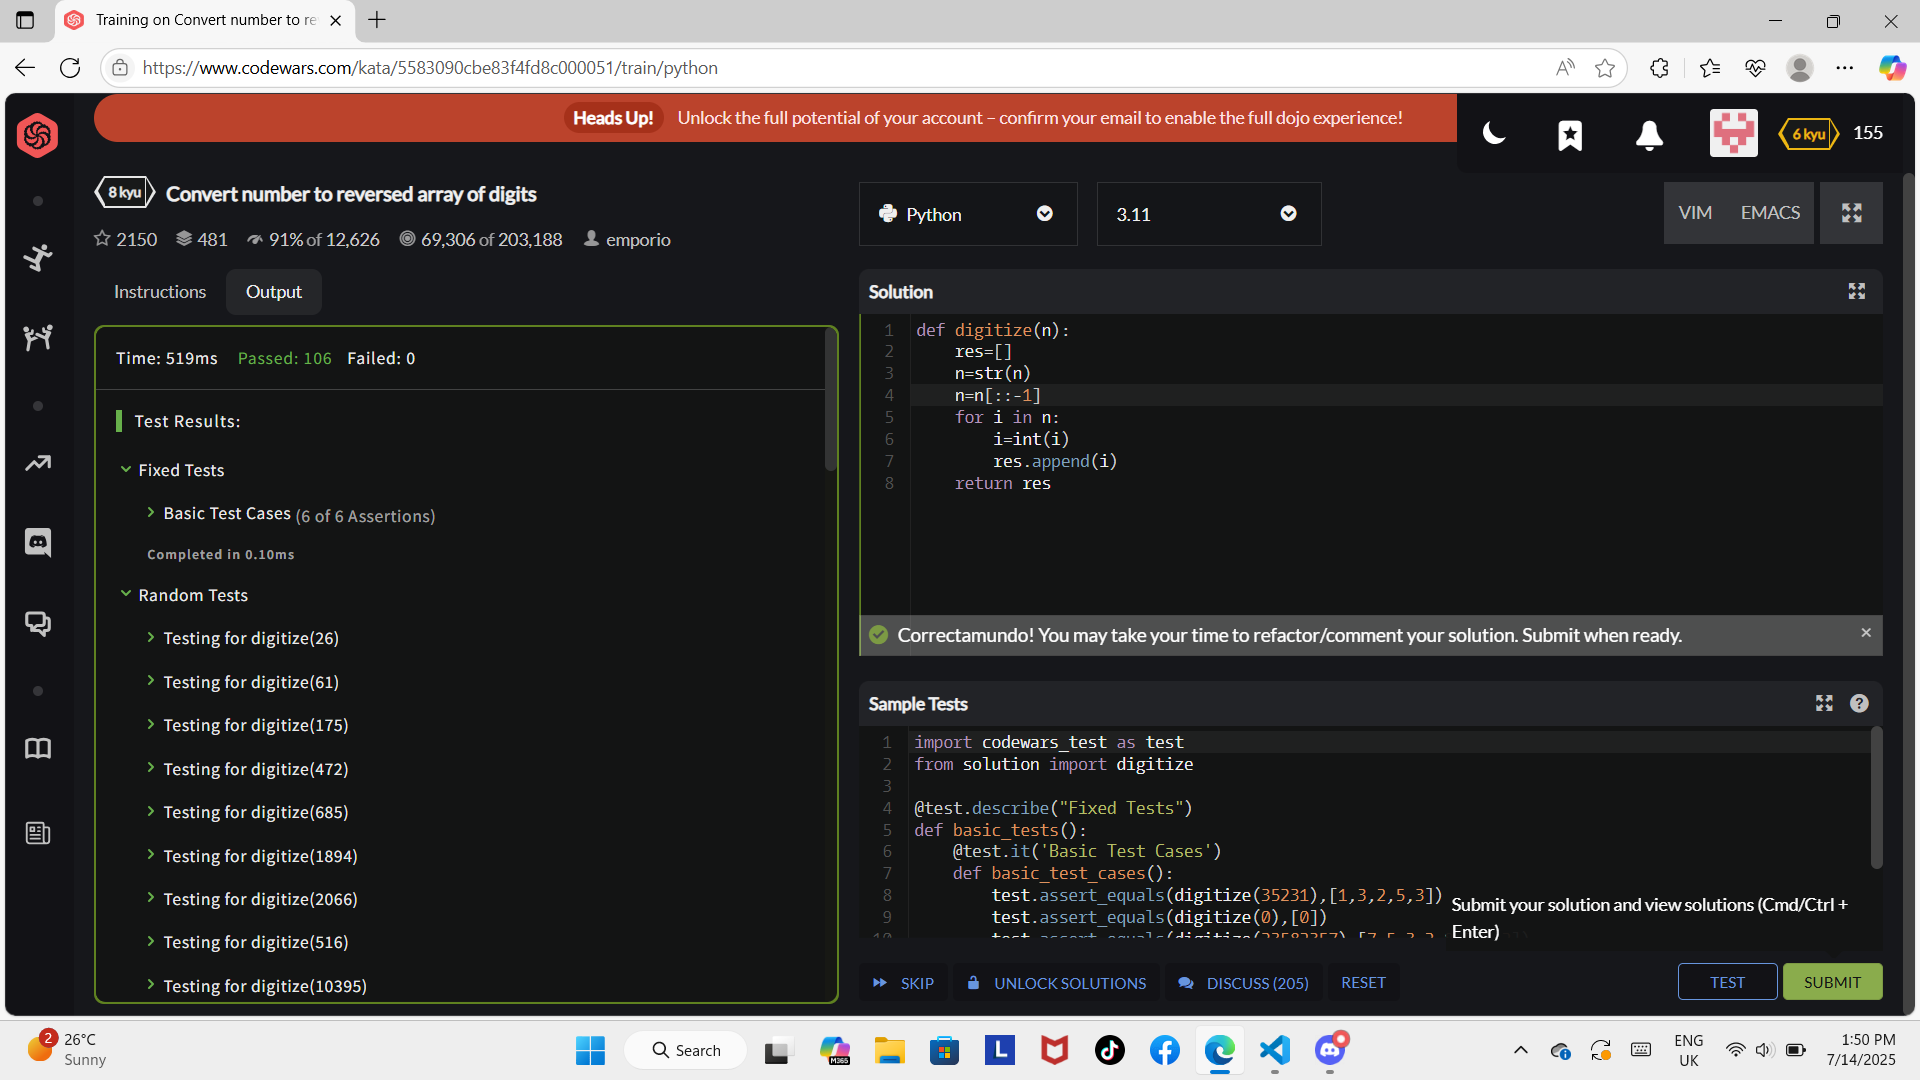 Training on Convert number to re
https://www.codewars.com/kata/5583090cbe83f4fd8c000051/train/python
Heads Up! Unlock the full potential of your account – confirm your email to enable the full dojo experience!
6 kyu 155
8 kyu Convert number to reversed array of digits
2150 481 91% of 12,626 69,306 of 203,188 emporio
Python 3.11 VIM EMACS
Instructions Output
Time: 519ms Passed: 106 Failed: 0
Test Results:
Fixed Tests
Basic Test Cases (6 of 6 Assertions)
Completed in 0.10ms
Random Tests
Testing for digitize(26)
Testing for digitize(61)
Testing for digitize(175)
Testing for digitize(472)
Testing for digitize(685)
Testing for digitize(1894)
Testing for digitize(2066)
Testing for digitize(516)
Testing for digitize(10395)
Solution
1 def digitize(n):
2 res=[]
3 n=str(n)
4 n=n[::-1]
5 for i in n:
6 i=int(i)
7 res.append(i)
8 return res
Correctamundo! You may take your time to refactor/comment your solution. Submit when ready.
Sample Tests
1 import codewars_test as test
2 from solution import digitize
3
4 @test.describe("Fixed Tests")
5 def basic_tests():
6 @test.it('Basic Test Cases')
7 def basic_test_cases():
8 test.assert_equals(digitize(35231),[1,3,2,5,3])
9 test.assert_equals(digitize(0),[0])
Submit your solution and view solutions (Cmd/Ctrl +
Enter)
SKIP UNLOCK SOLUTIONS DISCUSS (205) RESET TEST SUBMIT
2 26°C
Sunny
Search
M365
L
ENG
UK
1:50 PM
7/14/2025